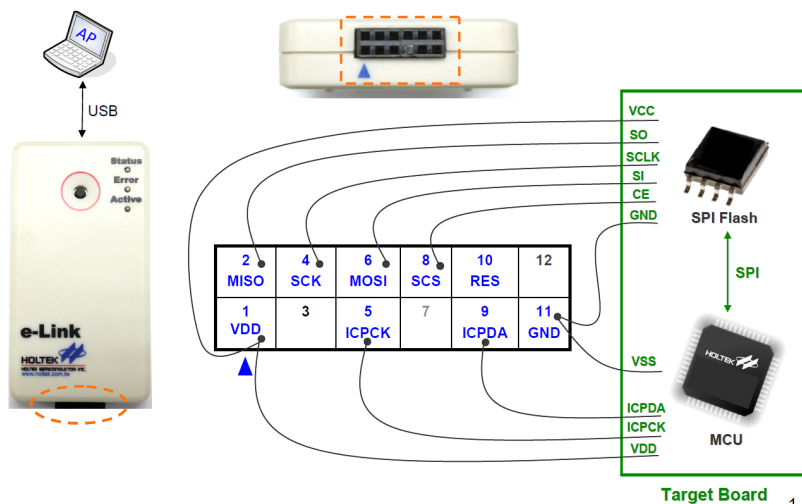 AP
USB
Status
Error
Active
e-Link
HOLTEK
HOLTEK SEMICONDUCTOR INC.
www.holtek.com.tw
2
MISO
4
SCK
6
MOSI
8
SCS
10
RES
12
1
VDD
3
5
ICPCK
7
9
ICPDA
11
GND
VCC
SO
SCLK
SI
CE
GND
SPI Flash
SPI
VSS
HOLTEK
ICPDA
ICPCK
VDD
MCU
Target Board
1